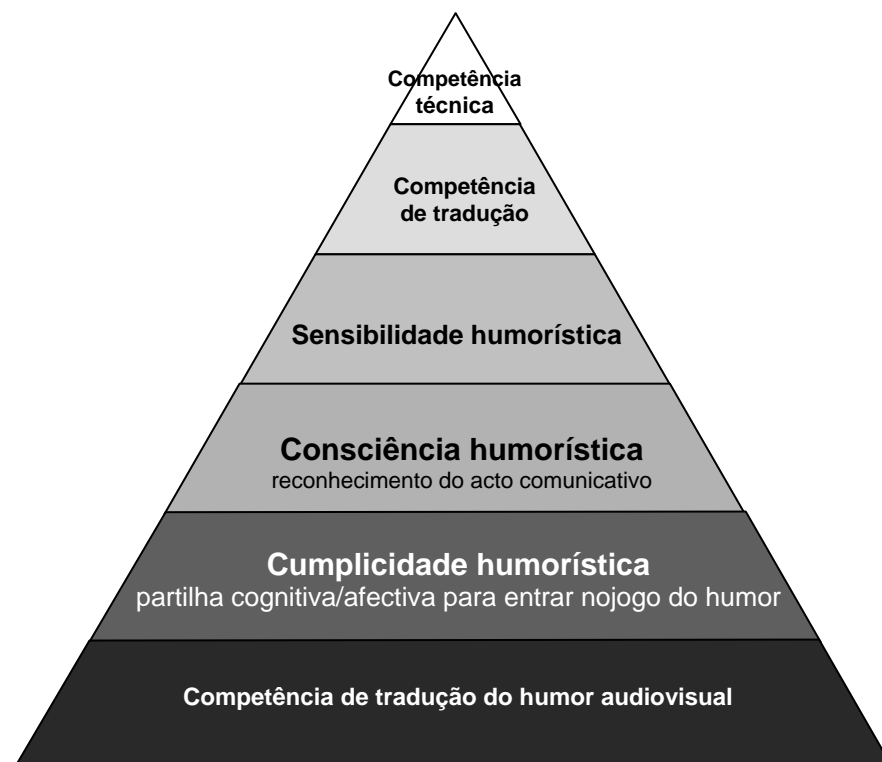 Competência
técnica
Competência
de tradução
Sensibilidade humorística
Consciência humorística
reconhecimento do acto comunicativo
Cumplicidade humorística
partilha cognitiva/afectiva para entrar nojogo do humor
Competência de tradução do humor audiovisual